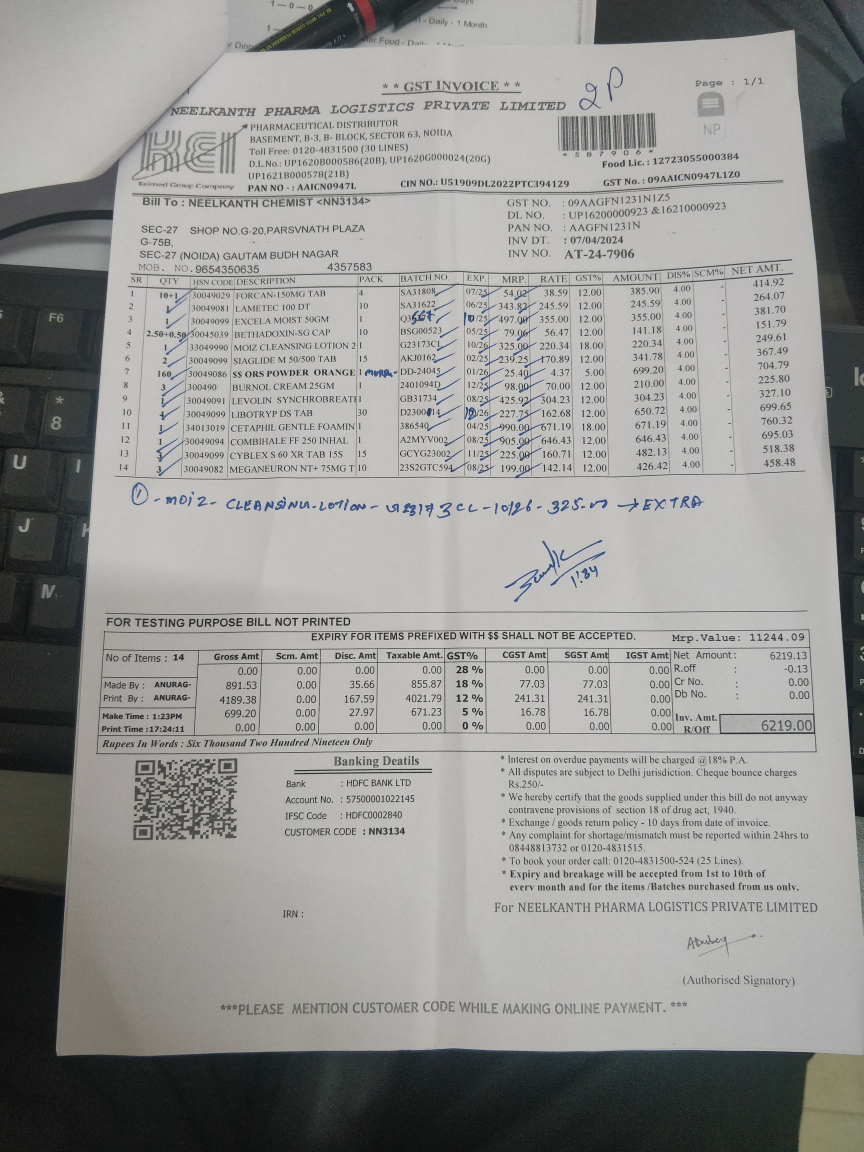 - Daily - 1 Month
Food - Daily
** GST INVOICE **
2P
Page : 1/1
NEELKANTH PHARMA LOGISTICS PRIVATE LIMITED
KEI
PHARMACEUTICAL DISTRIBUTOR
BASEMENT, B-3, B- BLOCK, SECTOR 63, NOIDA
Toll Free: 0120-4831500 (30 LINES)
D.L.No.: UP1620B000586(20B), UP1620G000024(20G)
UP1621B000578(21B)
PAN NO - : AAICN0947L
CIN NO.: U51909DL2022PTC394129
*587906*
NP
Food Lic. : 12723055000384
GST No. : 09AAICN0947L1Z0
Bill To : NEELKANTH CHEMIST <NN3134>
SEC-27 SHOP NO.G-20,PARSVNATH PLAZA
G-75B,
SEC-27 (NOIDA) GAUTAM BUDH NAGAR
MOB. NO.9654350635 4357583
GST NO. : 09AAGFN1231N1Z5
DL NO. : UP16200000923 &16210000923
PAN NO. : AAGFN1231N
INV DT. : 07/04/2024
INV NO. AT-24-7906
SR QTY HSN CODE DESCRIPTION PACK BATCH NO. EXP. MRP. RATE GST% AMOUNT DIS% SCM% NET AMT.
1 10+1 30049029 FORCAN-150MG TAB 4 SA31808 07/25 54.02 38.59 12.00 385.90 4.00 - 414.92
2 1 30049081 LAMETEC 100 DT 10 SA31622 06/25 343.82 245.59 12.00 245.59 4.00 - 264.07
3 1 30049099 EXCELA MOIST 50GM 1 497.00 355.00 12.00 355.00 4.00 - 381.70
4 2.50+0.50 30045039 BETHADOXIN-SG CAP 10 BSG00523 05/25 79.06 56.47 12.00 141.18 4.00 - 151.79
5 1 33049990 MOIZ CLEANSING LOTION 2 1 G23173CL 10/26 325.00 220.34 18.00 220.34 4.00 - 249.61
6 2 30049099 SIAGLIDE M 50/500 TAB 15 AKJ0162 02/25 239.25 170.89 12.00 341.78 4.00 - 367.49
7 160 30049086 $$ ORS POWDER ORANGE 1 DD-24045 01/26 25.40 4.37 5.00 699.20 4.00 - 704.79
8 3 300490 BURNOL CREAM 25GM 1 2401094D 12/25 98.00 70.00 12.00 210.00 4.00 - 225.80
9 1 30049091 LEVOLIN SYNCHROBREATH 1 GB31734 08/25 425.92 304.23 12.00 304.23 4.00 - 327.10
10 4 30049099 LIBOTRYP DS TAB 30 227.75 162.68 12.00 650.72 4.00 - 699.65
11 1 34013019 CETAPHIL GENTLE FOAMIN 1 386540 04/25 990.00 671.19 18.00 671.19 4.00 - 760.32
12 1 30049094 COMBIHALE FF 250 INHAL 1 A2MYV002 08/25 905.00 646.43 12.00 646.43 4.00 - 695.03
13 3 30049099 CYBLEX S 60 XR TAB 15S 15 GCYG23002 11/25 225.00 160.71 12.00 482.13 4.00 - 518.38
14 3 30049082 MEGANEURON NT+ 75MG T 10 23S2GTC594 08/25 199.00 142.14 12.00 426.42 4.00 - 458.48
① - MOIZ - CLEANSING-LOTION - G23173CL - 10/26 - 325.00 → EXTRA
FOR TESTING PURPOSE BILL NOT PRINTED
EXPIRY FOR ITEMS PREFIXED WITH $$ SHALL NOT BE ACCEPTED.
Mrp.Value: 11244.09
No of Items : 14
Gross Amt Scm. Amt Disc. Amt Taxable Amt. GST% CGST Amt SGST Amt IGST Amt
0.00 0.00 0.00 0.00 28 % 0.00 0.00 0.00
Made By : ANURAG- 891.53 0.00 35.66 855.87 18 % 77.03 77.03 0.00
Print By : ANURAG- 4189.38 0.00 167.59 4021.79 12 % 241.31 241.31 0.00
Make Time : 1:23PM 699.20 0.00 27.97 671.23 5 % 16.78 16.78 0.00
Print Time :17:24:11 0.00 0.00 0.00 0.00 0 % 0.00 0.00 0.00
Net Amount: 6219.13
R.off : -0.13
Cr No. : 0.00
Db No. : 0.00
Inv. Amt. R/Off 6219.00
Rupees In Words : Six Thousand Two Hundred Nineteen Only
Banking Deatils
Bank : HDFC BANK LTD
Account No. : 57500001022145
IFSC Code : HDFC0002840
CUSTOMER CODE : NN3134
* Interest on overdue payments will be charged @18% P.A.
* All disputes are subject to Delhi jurisdiction. Cheque bounce charges
Rs.250/-
* We hereby certify that the goods supplied under this bill do not anyway
contravene provisions of section 18 of drug act, 1940.
* Exchange / goods return policy - 10 days from date of invoice.
* Any complaint for shortage/mismatch must be reported within 24hrs to
08448813732 or 0120-4831515.
* To book your order call: 0120-4831500-524 (25 Lines).
* Expiry and breakage will be accepted from 1st to 10th of
every month and for the items /Batches purchased from us only.
IRN :
For NEELKANTH PHARMA LOGISTICS PRIVATE LIMITED
(Authorised Signatory)
***PLEASE MENTION CUSTOMER CODE WHILE MAKING ONLINE PAYMENT. ***
F6
*
8
U
I
J
M